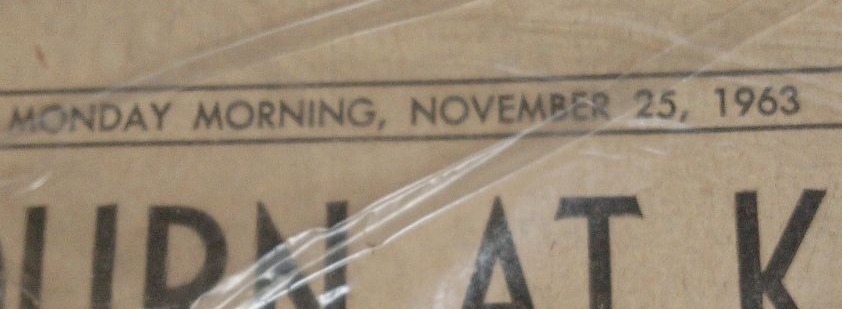 MONDAY MORNING, NOVEMBER 25, 1963
AT